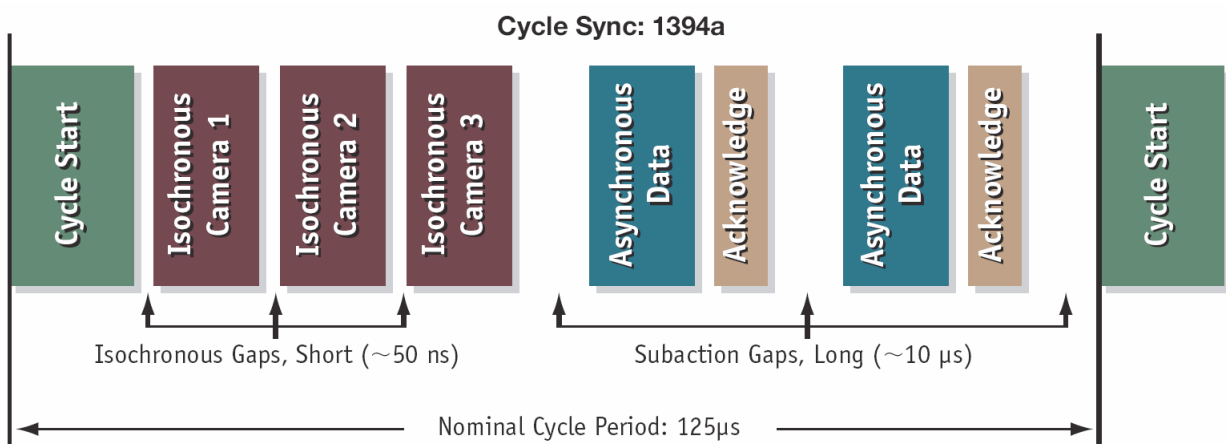 Cycle Sync: 1394a
Cycle Start
Isochronous
Camera 1
Isochronous
Camera 2
Isochronous
Camera 3
Asynchronous
Data
Acknowledge
Asynchronous
Data
Acknowledge
Cycle Start
Isochronous Gaps, Short (~50 ns)
Subaction Gaps, Long (~10 µs)
Nominal Cycle Period: 125µs